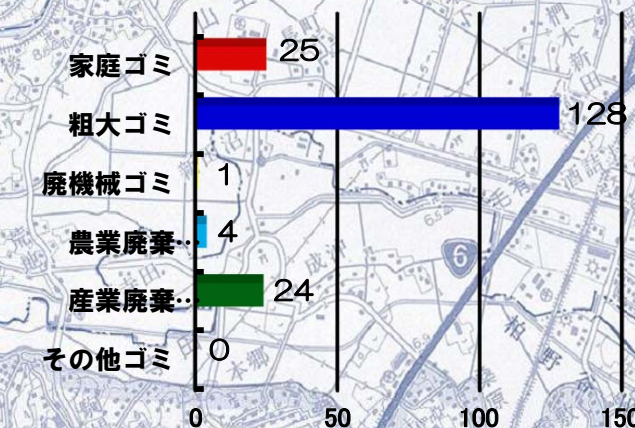 家庭ゴミ 25
粗大ゴミ 128
廃機械ゴミ 1
農業廃棄… 4
産業廃棄… 24
その他ゴミ 0
0 50 100 150
6